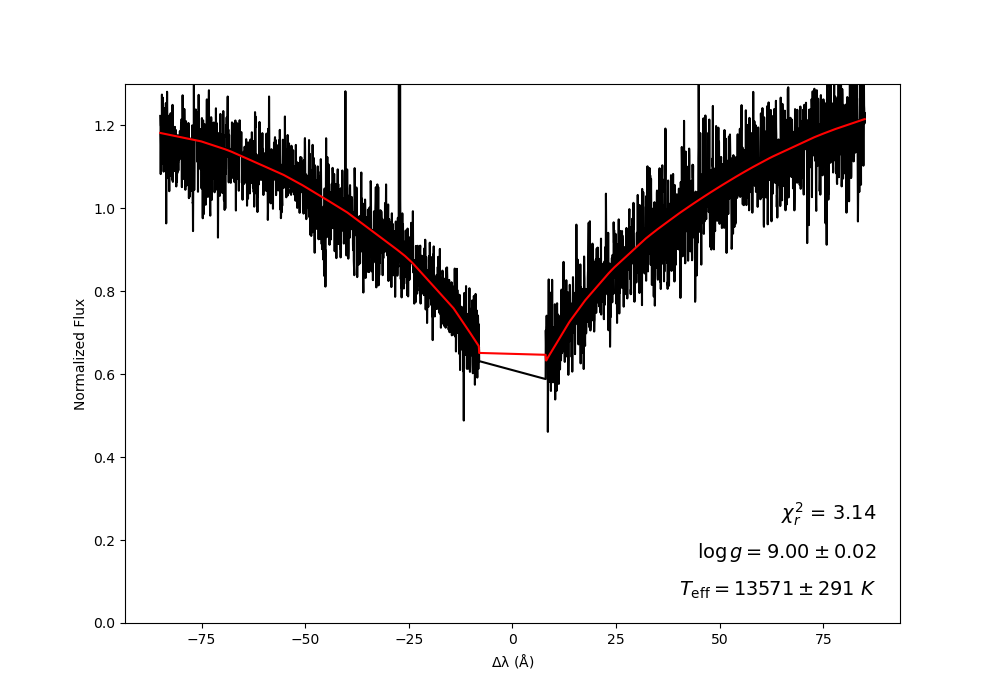 1.2
1.0
0.8
0.6
0.4
0.2
0.0
Normalized Flux
χ²ᵣ = 3.14
log g = 9.00 ± 0.02
T_eff = 13571 ± 291 K
−75 −50 −25 0 25 50 75
Δλ (Å)